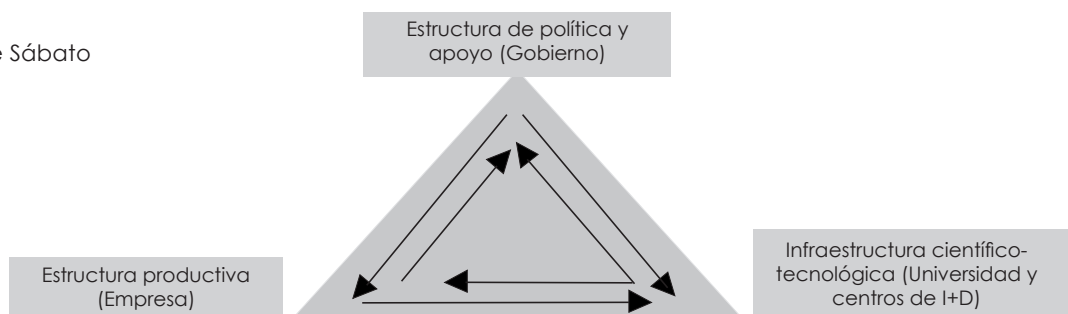 e Sábato
Estructura de política y
apoyo (Gobierno)
Estructura productiva
(Empresa)
Infraestructura científico-
tecnológica (Universidad y
centros de I+D)